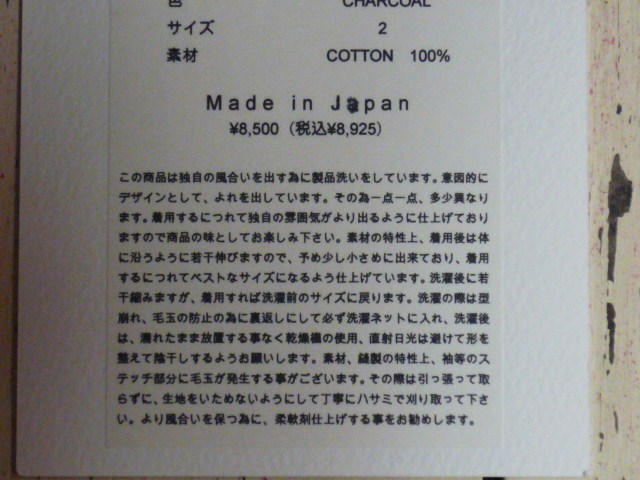 色 CHARCOAL
サイズ 2
素材 COTTON 100%
Made in Japan
¥8,500（税込¥8,925）
この商品は独自の風合いを出す為に製品洗いをしています。意図的に
デザインとして、よれを出しています。その為一点一点、多少異なり
ます。着用するにつれて独自の雰囲気がより出るように仕上げており
ますので商品の味としてお楽しみ下さい。素材の特性上、着用後は体
に沿うように若干伸びますので、予め少し小さめに出来ており、着用
するにつれてベストなサイズになるよう仕上げています。洗濯後に若
干縮みますが、着用すれば洗濯前のサイズに戻ります。洗濯の際は型
崩れ、毛玉の防止の為に裏返しにして必ず洗濯ネットに入れ、洗濯後
は、濡れたまま放置する事なく乾燥機の使用、直射日光は避けて形を
整えて陰干しするようお願いします。素材、縫製の特性上、袖等のス
テッチ部分に毛玉が発生する事がございます。その際は引っ張って取
らずに、生地をいためないようにして丁寧にハサミで刈り取って下さ
い。より風合いを保つ為に、柔軟剤仕上げする事をお勧めします。